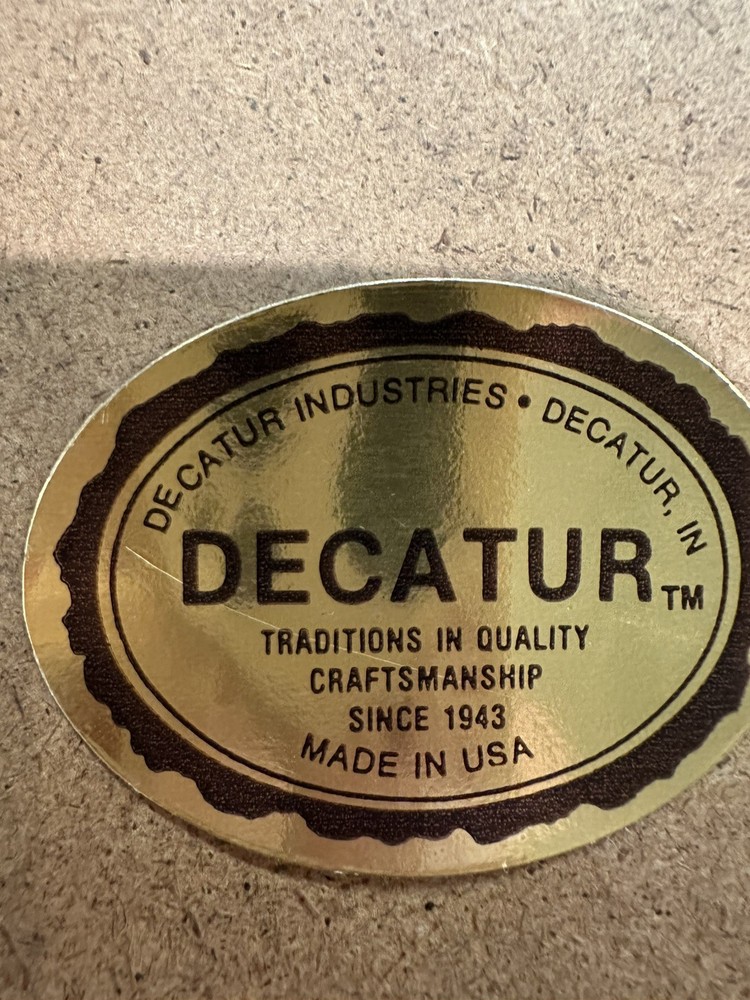 DECATUR INDUSTRIES • DECATUR, IN
DECATUR TM
TRADITIONS IN QUALITY
CRAFTSMANSHIP
SINCE 1943
MADE IN USA